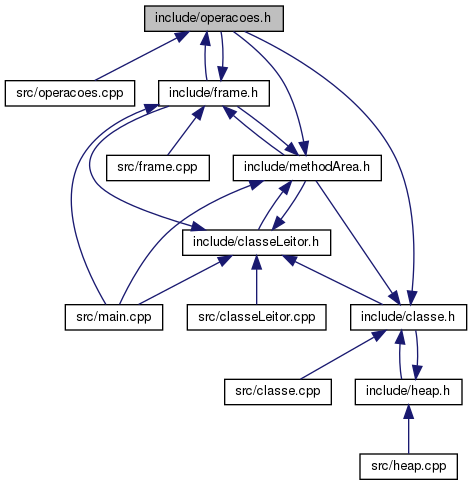 include/operacoes.h
src/operacoes.cpp
include/frame.h
src/frame.cpp
include/methodArea.h
include/classeLeitor.h
src/main.cpp
src/classeLeitor.cpp
include/classe.h
src/classe.cpp
include/heap.h
src/heap.cpp